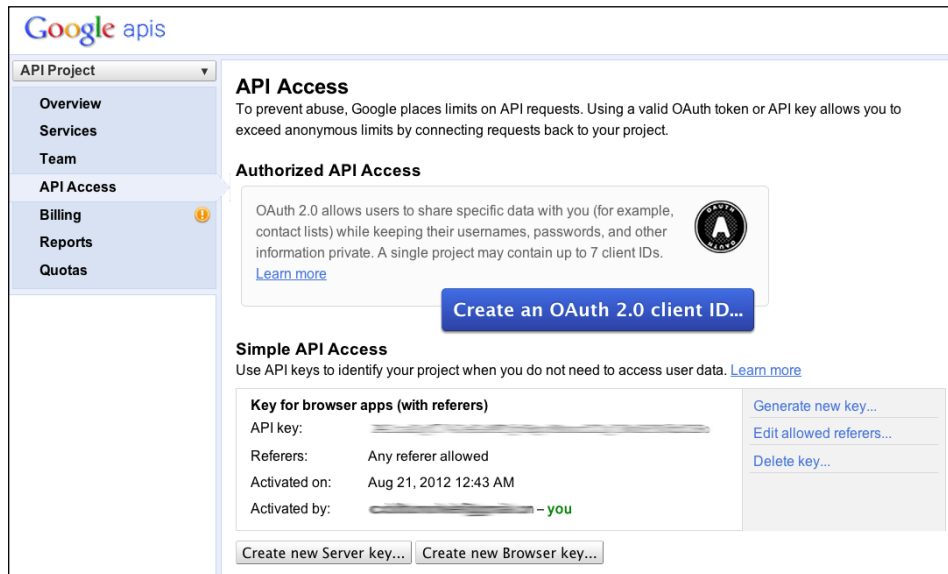 Google apis
API Project
Overview
Services
Team
API Access
Billing
Reports
Quotas
API Access
To prevent abuse, Google places limits on API requests. Using a valid OAuth token or API key allows you to
exceed anonymous limits by connecting requests back to your project.
Authorized API Access
OAuth 2.0 allows users to share specific data with you (for example,
contact lists) while keeping their usernames, passwords, and other
information private. A single project may contain up to 7 client IDs.
Learn more
OAUTH
A
OAUTH
Create an OAuth 2.0 client ID...
Simple API Access
Use API keys to identify your project when you do not need to access user data. Learn more
Key for browser apps (with referers)
API key:
Referers: Any referer allowed
Activated on: Aug 21, 2012 12:43 AM
Activated by: – you
Generate new key...
Edit allowed referers...
Delete key...
Create new Server key... Create new Browser key...